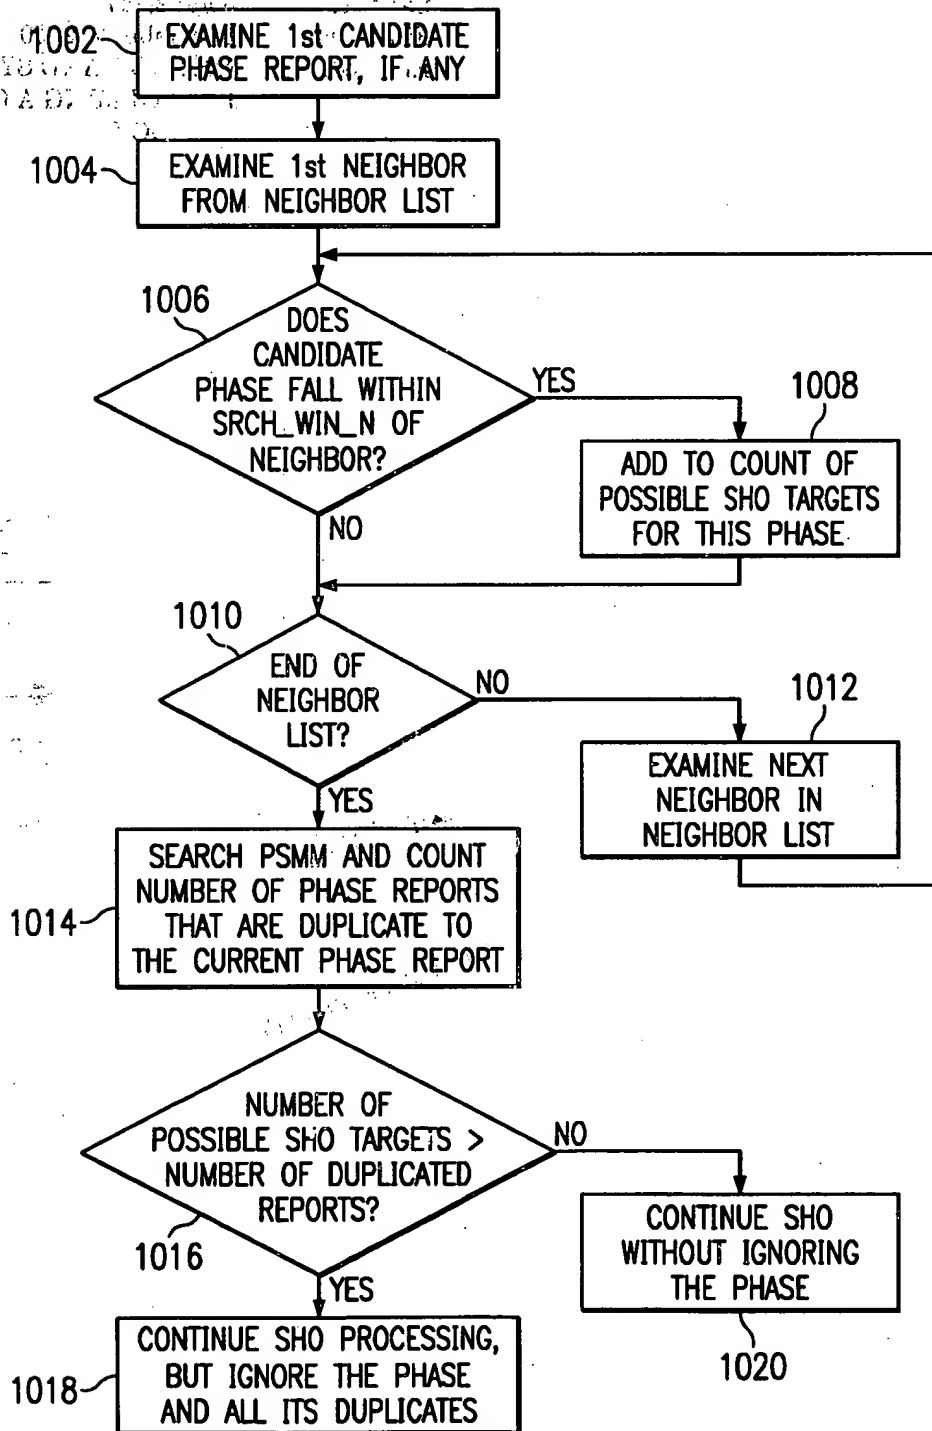 1002
EXAMINE 1st CANDIDATE
PHASE REPORT, IF ANY
1004
EXAMINE 1st NEIGHBOR
FROM NEIGHBOR LIST
1006
DOES
CANDIDATE
PHASE FALL WITHIN
SRCH_WIN_N OF
NEIGHBOR?
YES
NO
1008
ADD TO COUNT OF
POSSIBLE SHO TARGETS
FOR THIS PHASE
1010
END OF
NEIGHBOR
LIST?
NO
YES
1012
EXAMINE NEXT
NEIGHBOR IN
NEIGHBOR LIST
1014
SEARCH PSMM AND COUNT
NUMBER OF PHASE REPORTS
THAT ARE DUPLICATE TO
THE CURRENT PHASE REPORT
NUMBER OF
POSSIBLE SHO TARGETS >
NUMBER OF DUPLICATED
REPORTS?
1016
NO
YES
CONTINUE SHO
WITHOUT IGNORING
THE PHASE
1020
1018
CONTINUE SHO PROCESSING,
BUT IGNORE THE PHASE
AND ALL ITS DUPLICATES